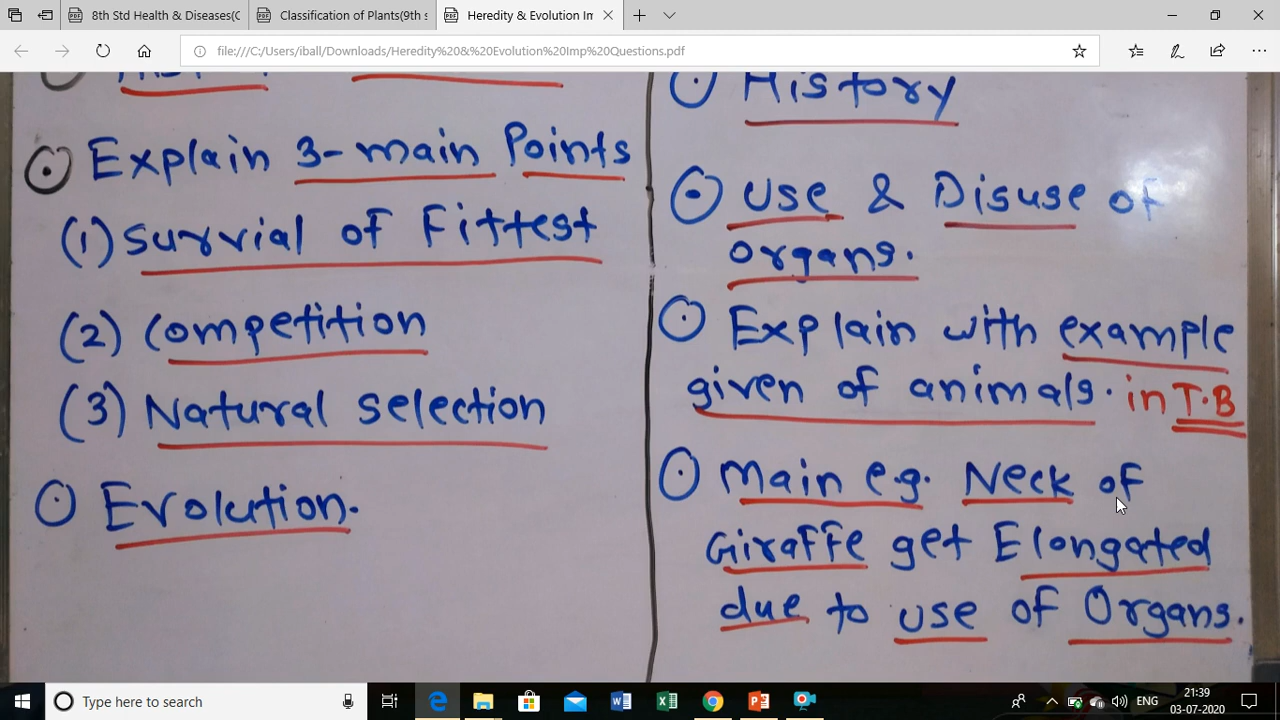 8th Std Health & Diseases(C
Classification of Plants(9th s
Heredity & Evolution Im
file:///C:/Users/iball/Downloads/Heredity%20&%20Evolution%20Imp%20Questions.pdf
Explain 3-main Points
(1) survial of Fittest
(2) Competition
(3) Natural selection
Evolution.
History
Use & Disuse of
organs.
Explain with example
given of animals. in T.B
Main e.g. Neck of
Giraffe get Elongated
due to use of Organs.
Type here to search
ENG
21:39
03-07-2020